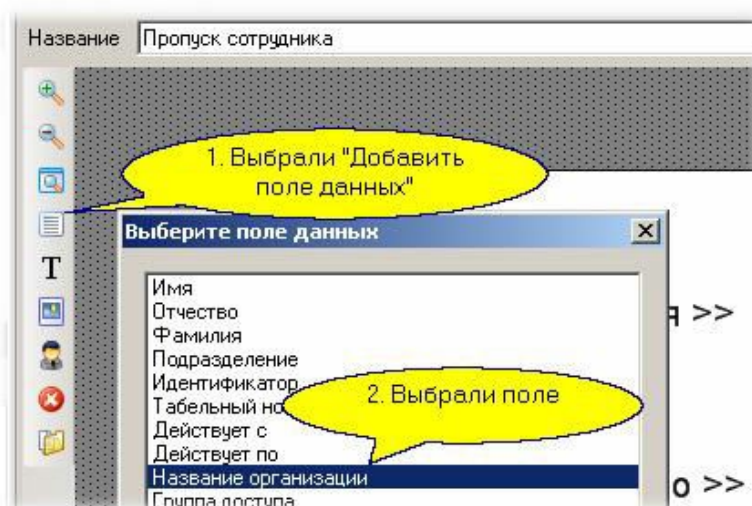 Название Пропуск сотрудника
1. Выбрали "Добавить
поле данных"
Выберите поле данных
T
Имя
Отчество
я >>
Фамилия
Подразделение
Идентификатор
2. Выбрали поле
Табельный но
Действует с
Действует по
Название организации
о >>
Группа доступа